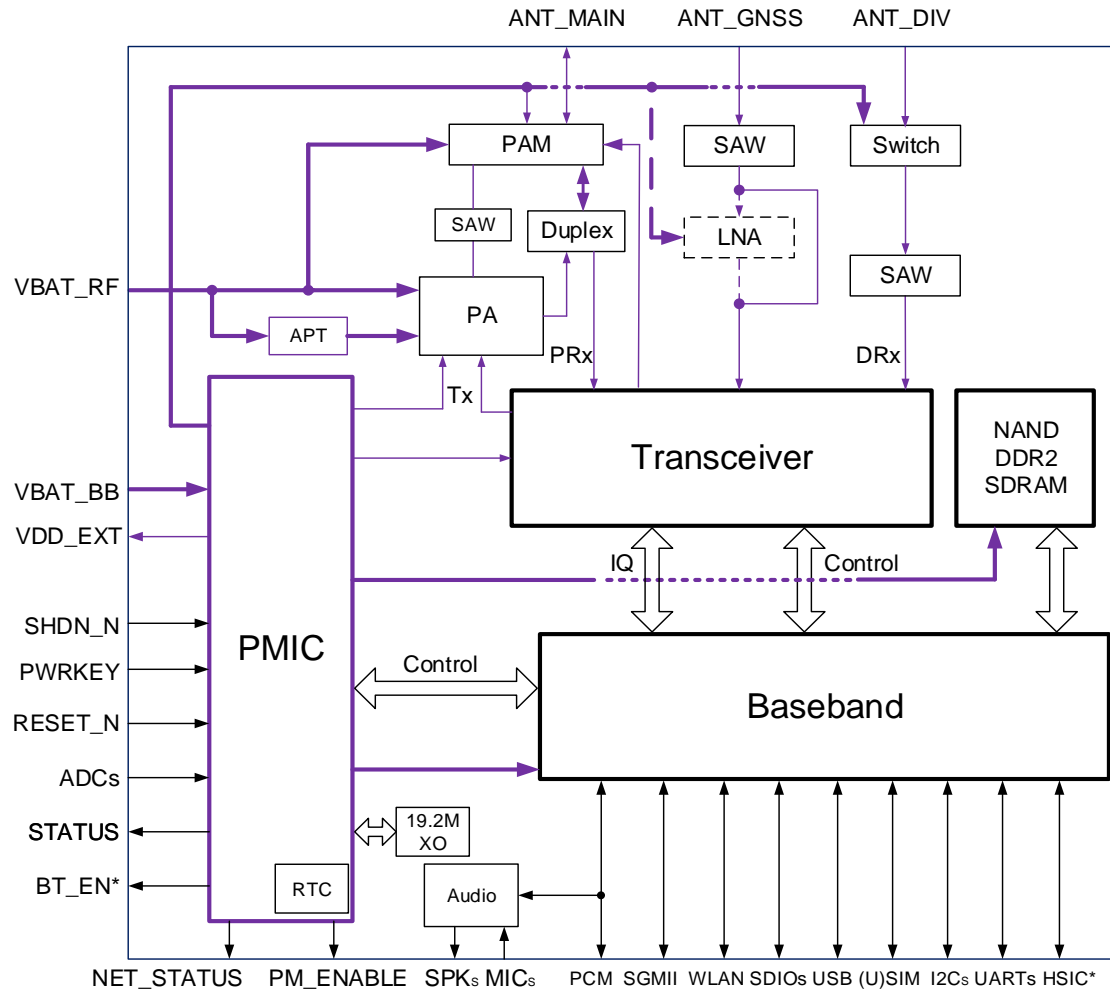 ANT_MAIN
ANT_GNSS
ANT_DIV
PAM
SAW
Switch
SAW
Duplex
LNA
SAW
VBAT_RF
PA
APT
PRx
DRx
Tx
Transceiver
NAND
DDR2
SDRAM
VBAT_BB
VDD_EXT
IQ
Control
SHDN_N
PMIC
Control
PWRKEY
Baseband
RESET_N
ADCs
STATUS
19.2M
XO
BT_EN*
RTC
Audio
NET_STATUS
PM_ENABLE
SPKs
MICs
PCM
SGMII
WLAN
SDIOs
USB
(U)SIM
I2Cs
UARTs
HSIC*